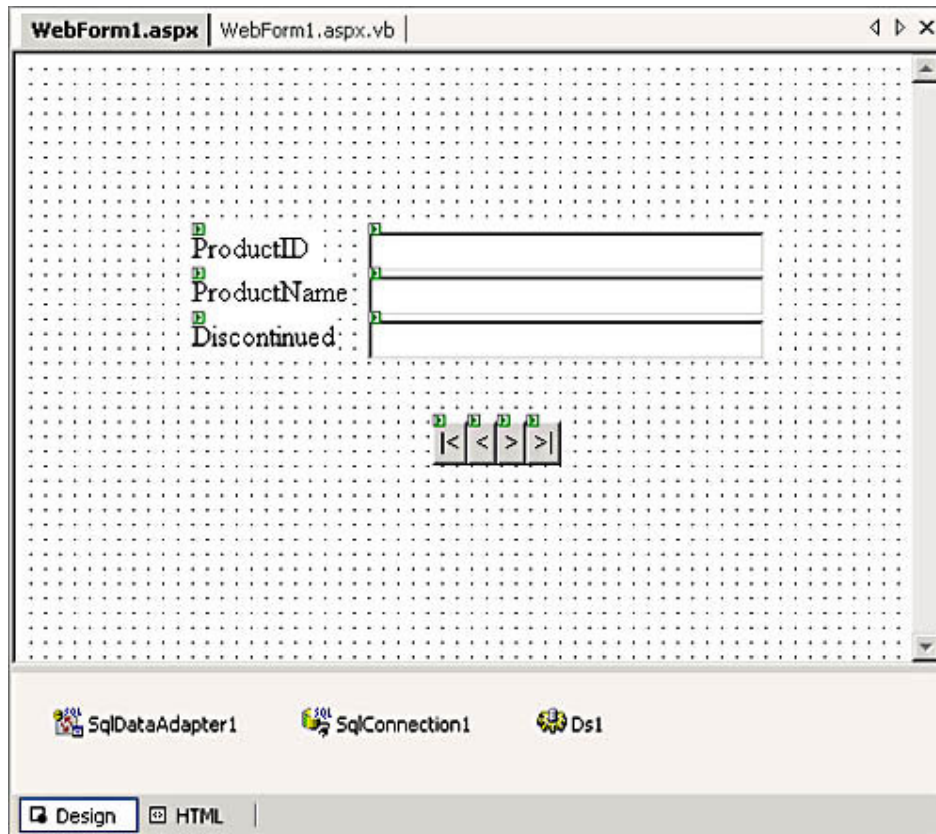 WebForm1.aspx WebForm1.aspx.vb
ProductID
ProductName
Discontinued
|< < > >|
SqlDataAdapter1 SqlConnection1 Ds1
Design HTML